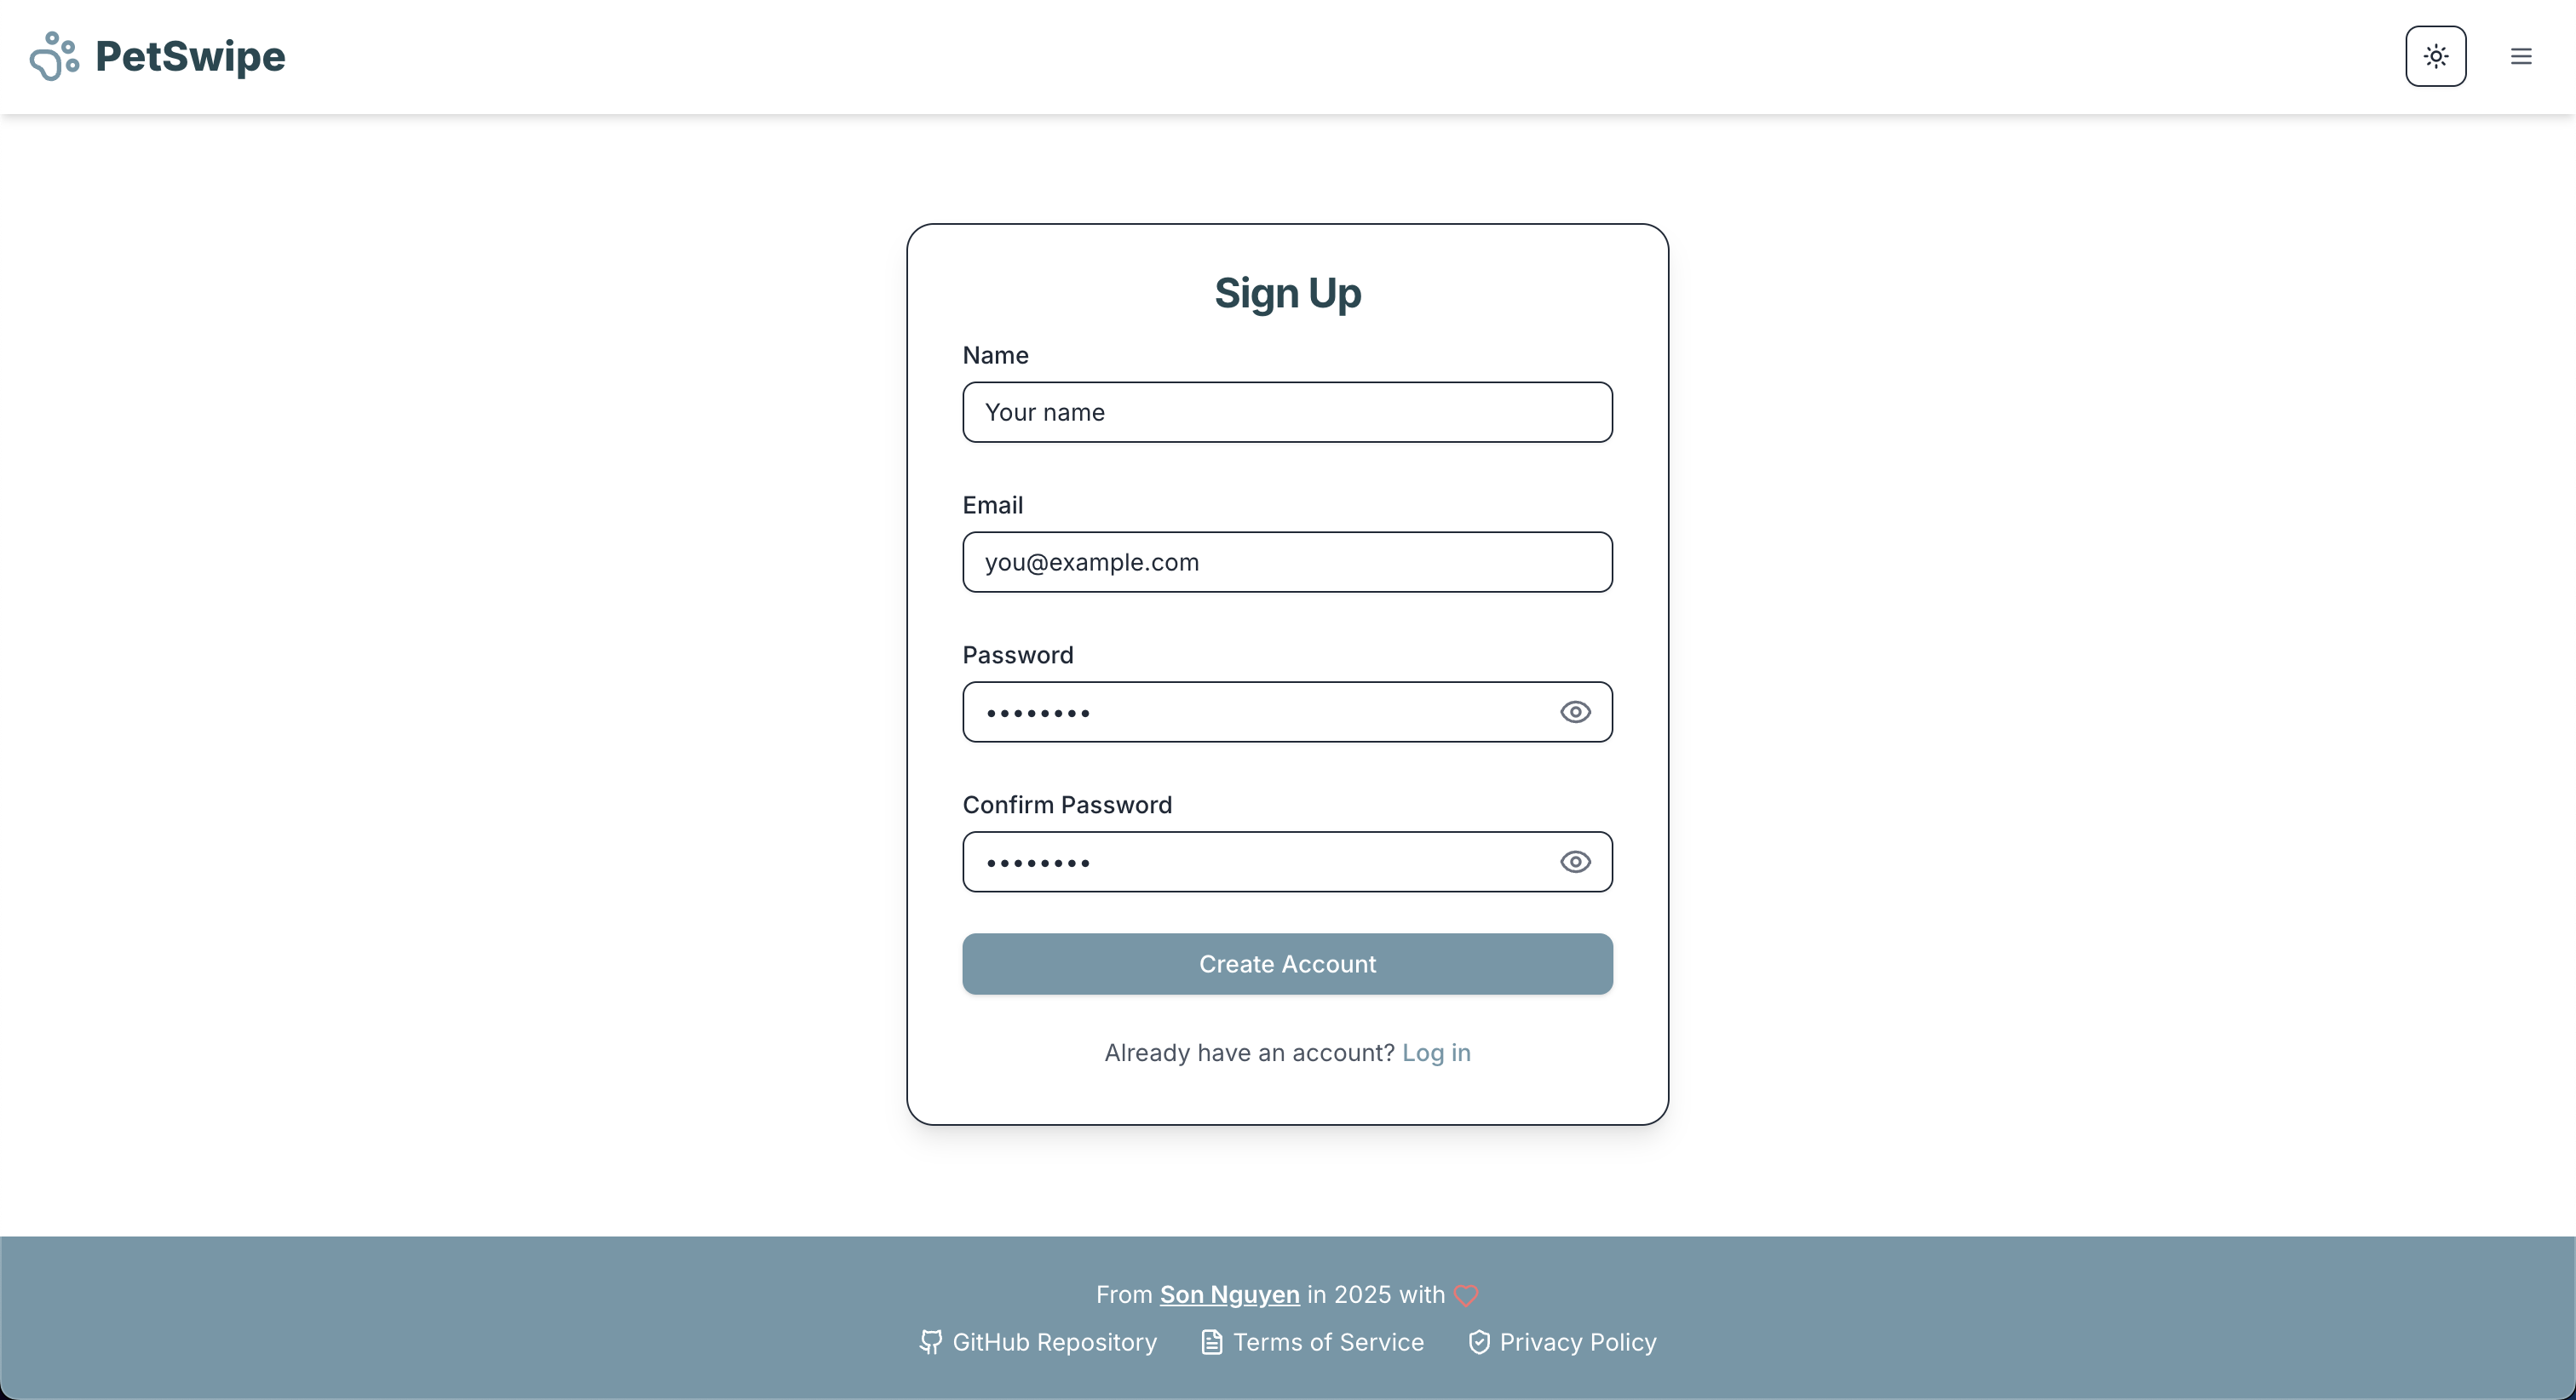 PetSwipe
Sign Up
Name
Your name
Email
you@example.com
Password
••••••••
Confirm Password
••••••••
Create Account
Already have an account? Log in
From Son Nguyen in 2025 with
GitHub Repository Terms of Service Privacy Policy